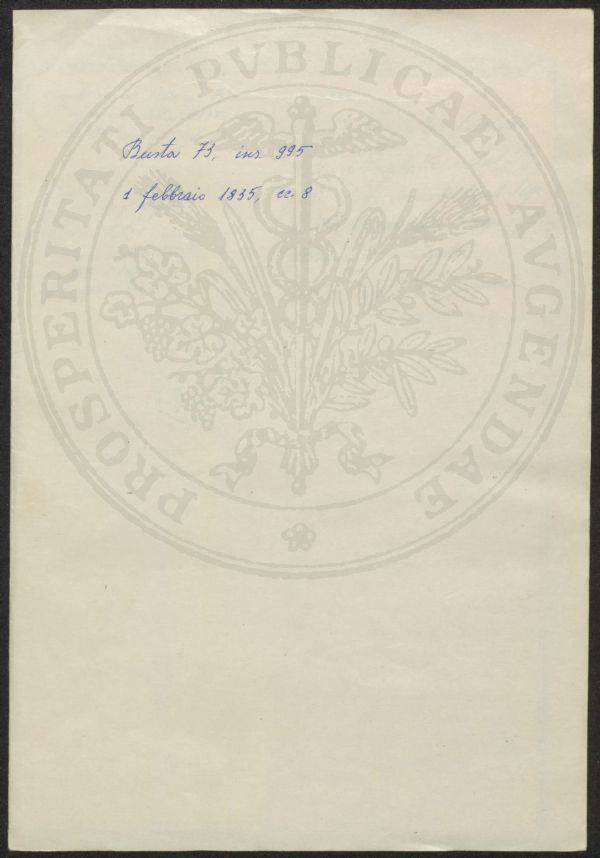 PROSPERITATI PVBLICAE AVGENDAE
Busta 73, ins 995
1 febbraio 1835, cc. 8